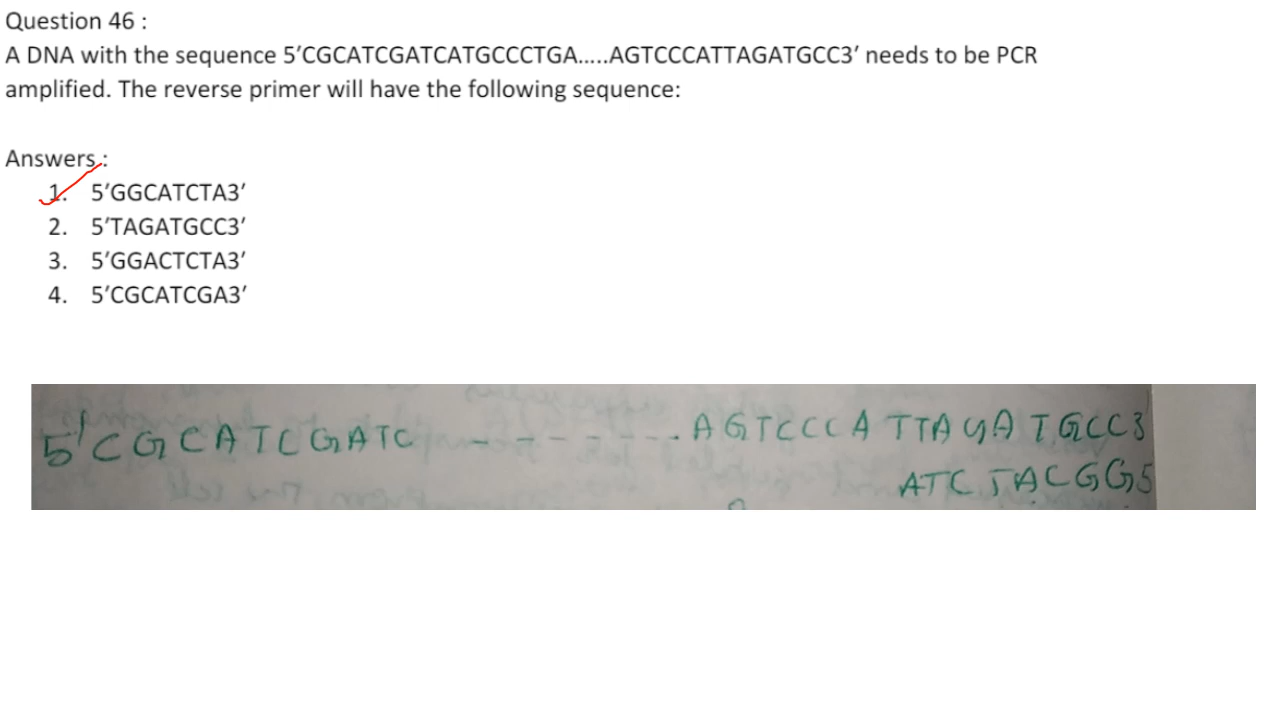 Question 46 :
A DNA with the sequence 5′CGCATCGATCATGCCCTGA.....AGTCCCATTAGATGCC3′ needs to be PCR
amplified. The reverse primer will have the following sequence:
Answers :
1. 5′GGCATCTA3′
2. 5′TAGATGCC3′
3. 5′GGACTCTA3′
4. 5′CGCATCGA3′
5′CGCATCGATC - - - - - - - AGTCCCATTAGATGCC3
ATCTACGG5